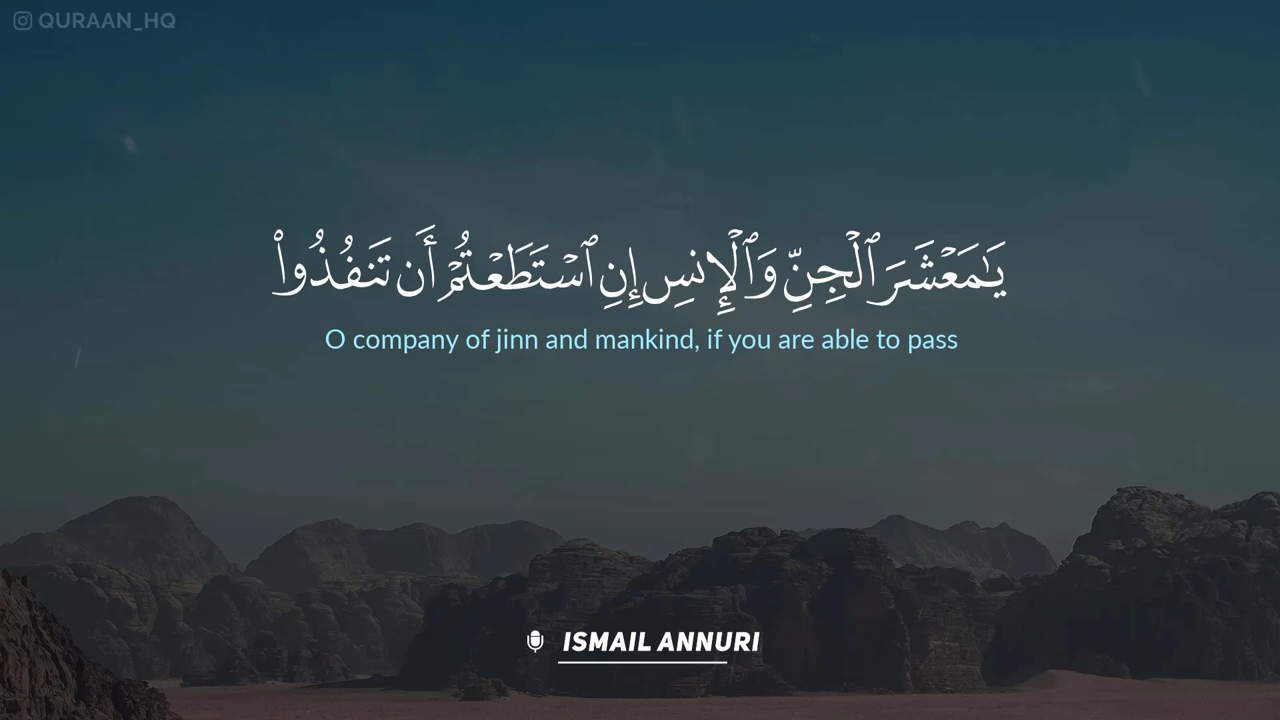 QURAAN_HQ
يَٰمَعْشَرَ ٱلْجِنِّ وَٱلْإِنسِ إِنِ ٱسْتَطَعْتُمْ أَن تَنفُذُوا۟
O company of jinn and mankind, if you are able to pass
ISMAIL ANNURI